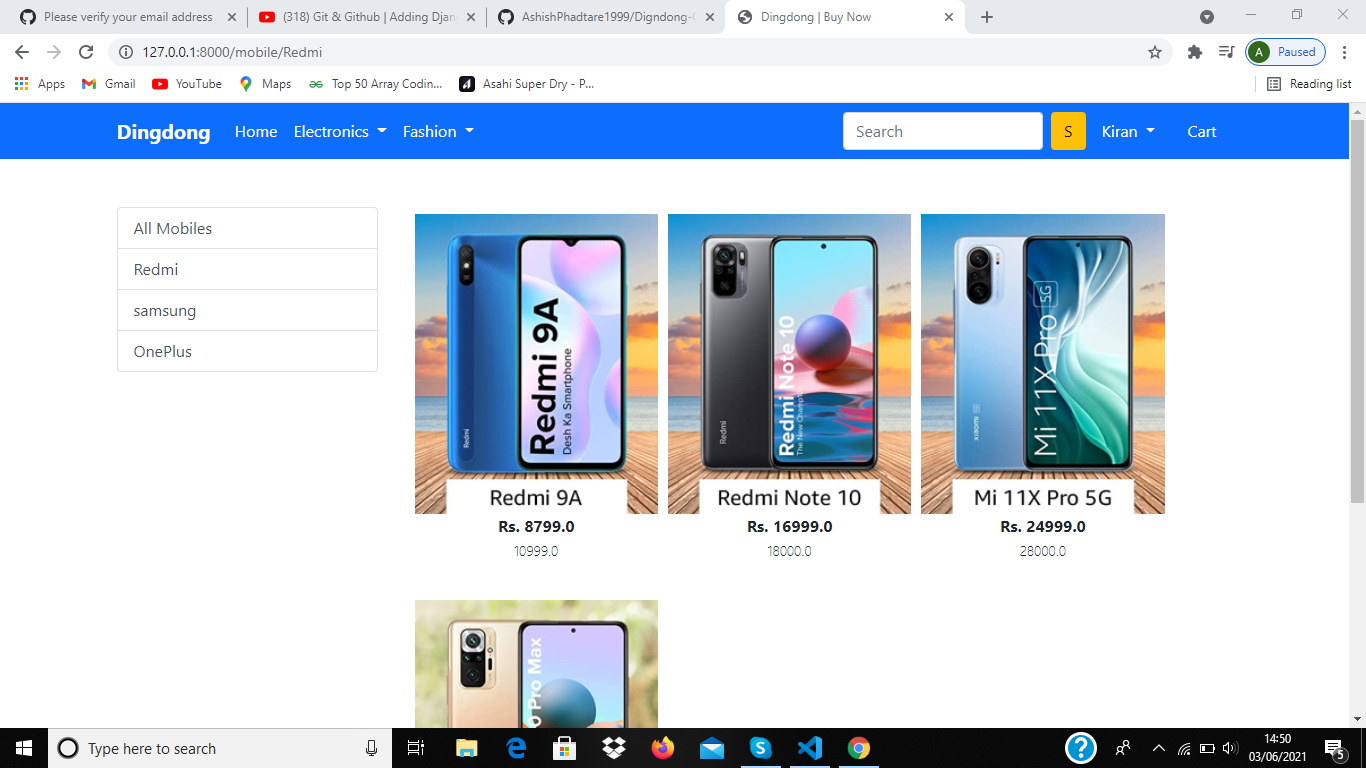 Please verify your email address
(318) Git & Github | Adding Djan
AshishPhadtare1999/Digndong-
Dingdong | Buy Now
127.0.0.1:8000/mobile/Redmi
A Paused
Apps Gmail YouTube Maps Top 50 Array Coding... Asahi Super Dry - P... Reading list
Dingdong Home Electronics Fashion Search S Kiran Cart
All Mobiles
Redmi
samsung
OnePlus
Redmi
Redmi 9A
Desh Ka Smartphone
Redmi 9A
Rs. 8799.0
10999.0
Redmi
Redmi Note 10
Redmi Note 10
Rs. 16999.0
18000.0
xiaomi
Mi 11X Pro 5G
Mi 11X Pro 5G
Rs. 24999.0
28000.0
Pro Max
Type here to search
14:50
03/06/2021
5